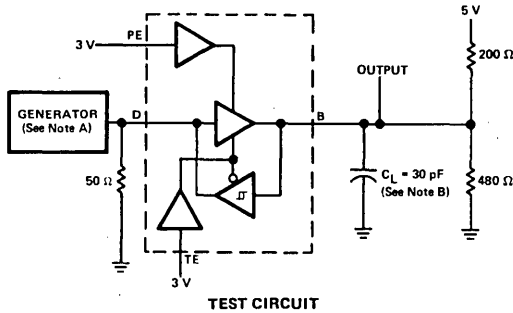 5 V
PE
3 V
200 Ω
OUTPUT
GENERATOR
(See Note A)
D
B
50 Ω
C_L = 30 pF
(See Note B)
480 Ω
TE
3 V
TEST CIRCUIT